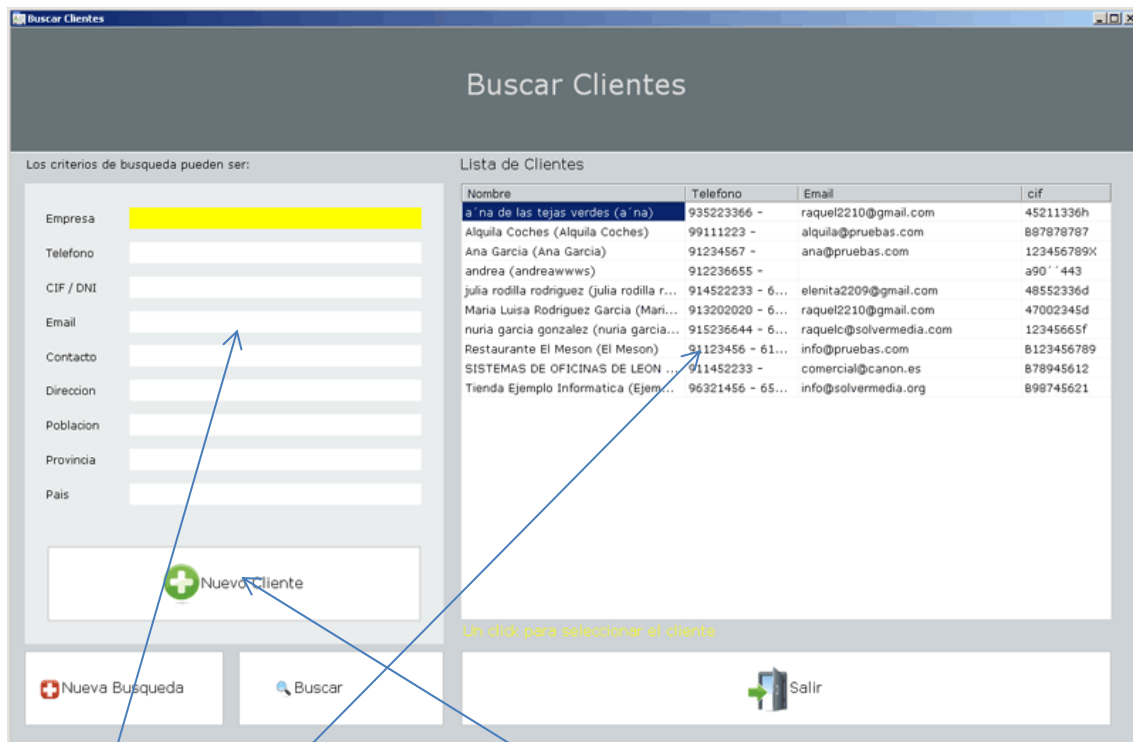 Buscar Clientes
Buscar Clientes
Los criterios de busqueda pueden ser:
Empresa
Telefono
CIF / DNI
Email
Contacto
Direccion
Poblacion
Provincia
Pais
Nuevo Cliente
Nueva Busqueda
Buscar
Lista de Clientes
Nombre Telefono Email cif
a´na de las tejas verdes (a´na) 935223366 - raquel2210@gmail.com 45211336h
Alquila Coches (Alquila Coches) 99111223 - alquila@pruebas.com B87878787
Ana Garcia (Ana Garcia) 91234567 - ana@pruebas.com 123456789X
andrea (andreawwws) 912236655 - a90´´443
julia rodilla rodriguez (julia rodilla r... 914522233 - 6... elenita2209@gmail.com 48552336d
Maria Luisa Rodriguez Garcia (Mari... 913202020 - 6... raquel2210@gmail.com 47002345d
nuria garcia gonzalez (nuria garcia... 915236644 - 6... raquelc@solvermedia.com 12345665f
Restaurante El Meson (El Meson) 91123456 - 61... info@pruebas.com B123456789
SISTEMAS DE OFICINAS DE LEON ... 911452233 - comercial@canon.es B78945612
Tienda Ejemplo Informatica (Ejem... 96321456 - 65... info@solvermedia.org B98745621
Un click para seleccionar el cliente
Salir